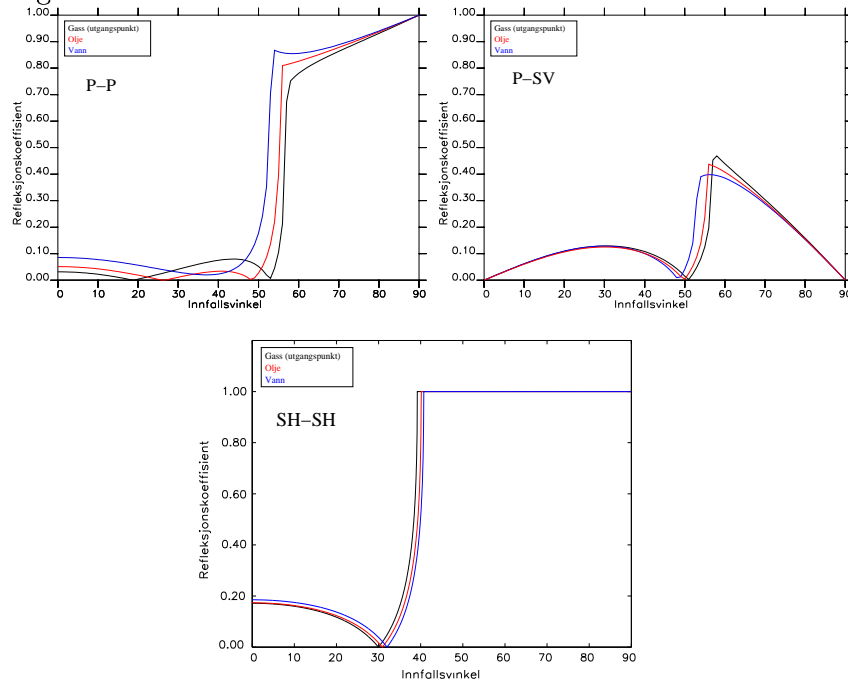 1.00
0.80
0.70
0.60
0.50
0.40
0.30
0.20
0.10
0.00
Refleksjonskoeffisient
Gass (utgangspunkt)
Olje
Vann
P–P
0 10 20 30 40 50 60 70 80 90
Innfallsvinkel
1.00
0.90
0.80
0.70
0.60
0.50
0.40
0.30
0.20
0.10
0.00
Refleksjonskoeffisient
Gass (utgangspunkt)
Olje
Vann
P–SV
0 10 20 30 40 50 60 70 80 90
Innfallsvinkel
1.00
0.80
0.60
0.40
0.20
0.00
Refleksjonskoeffisient
Gass (utgangspunkt)
Olje
Vann
SH–SH
0 10 20 30 40 50 60 70 80 90
Innfallsvinkel